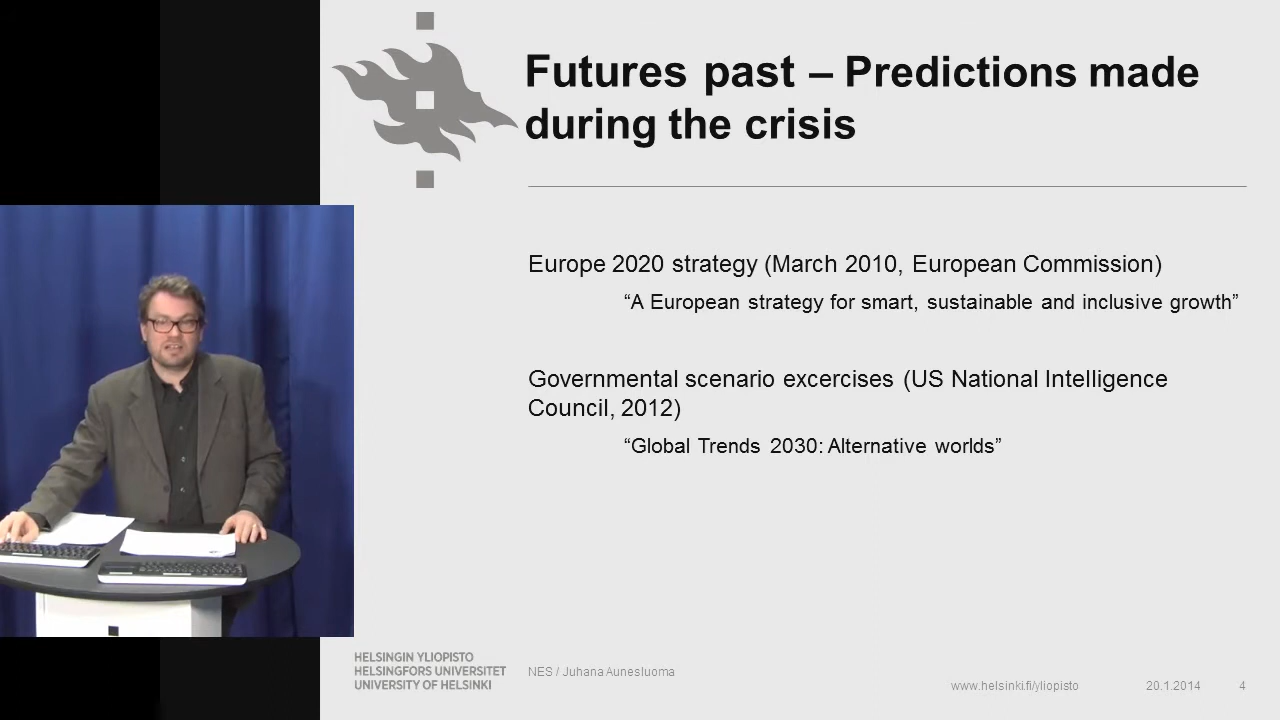 Futures past – Predictions made
during the crisis
Europe 2020 strategy (March 2010, European Commission)
“A European strategy for smart, sustainable and inclusive growth”
Governmental scenario excercises (US National Intelligence
Council, 2012)
“Global Trends 2030: Alternative worlds”
HELSINGIN YLIOPISTO
HELSINGFORS UNIVERSITET
UNIVERSITY OF HELSINKI
NES / Juhana Aunesluoma
www.helsinki.fi/yliopisto
20.1.2014
4